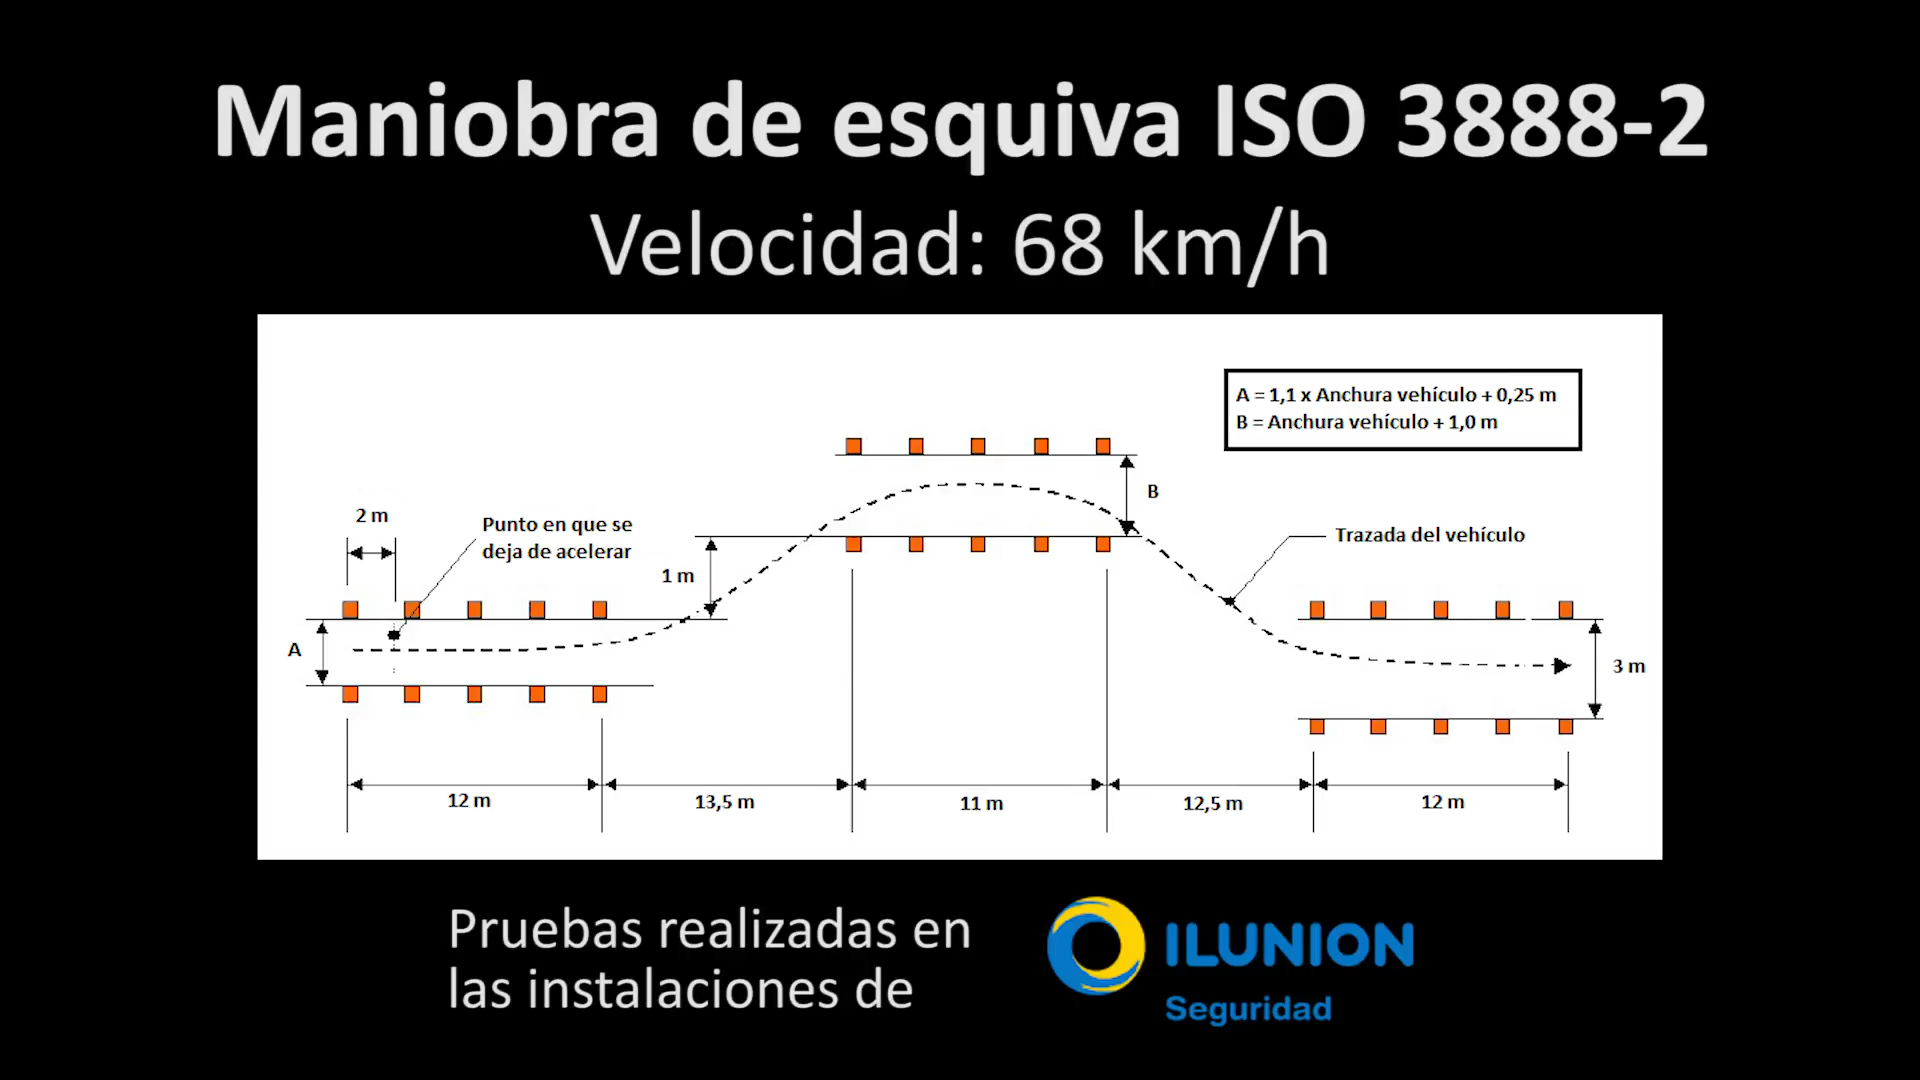 Maniobra de esquiva ISO 3888-2
Velocidad: 68 km/h
A = 1,1 x Anchura vehículo + 0,25 m
B = Anchura vehículo + 1,0 m
B
2 m
Punto en que se
deja de acelerar
Trazada del vehículo
1 m
A
3 m
12 m
13,5 m
11 m
12,5 m
12 m
Pruebas realizadas en
las instalaciones de
ILUNION
Seguridad